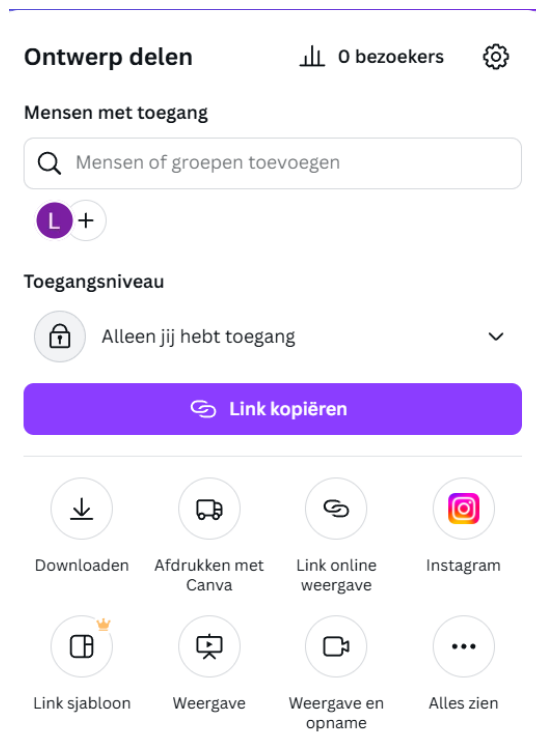 Ontwerp delen
0 bezoekers
Mensen met toegang
Mensen of groepen toevoegen
L
Toegangsniveau
Alleen jij hebt toegang
Link kopiëren
Downloaden
Afdrukken met
Canva
Link online
weergave
Instagram
Link sjabloon
Weergave
Weergave en
opname
Alles zien